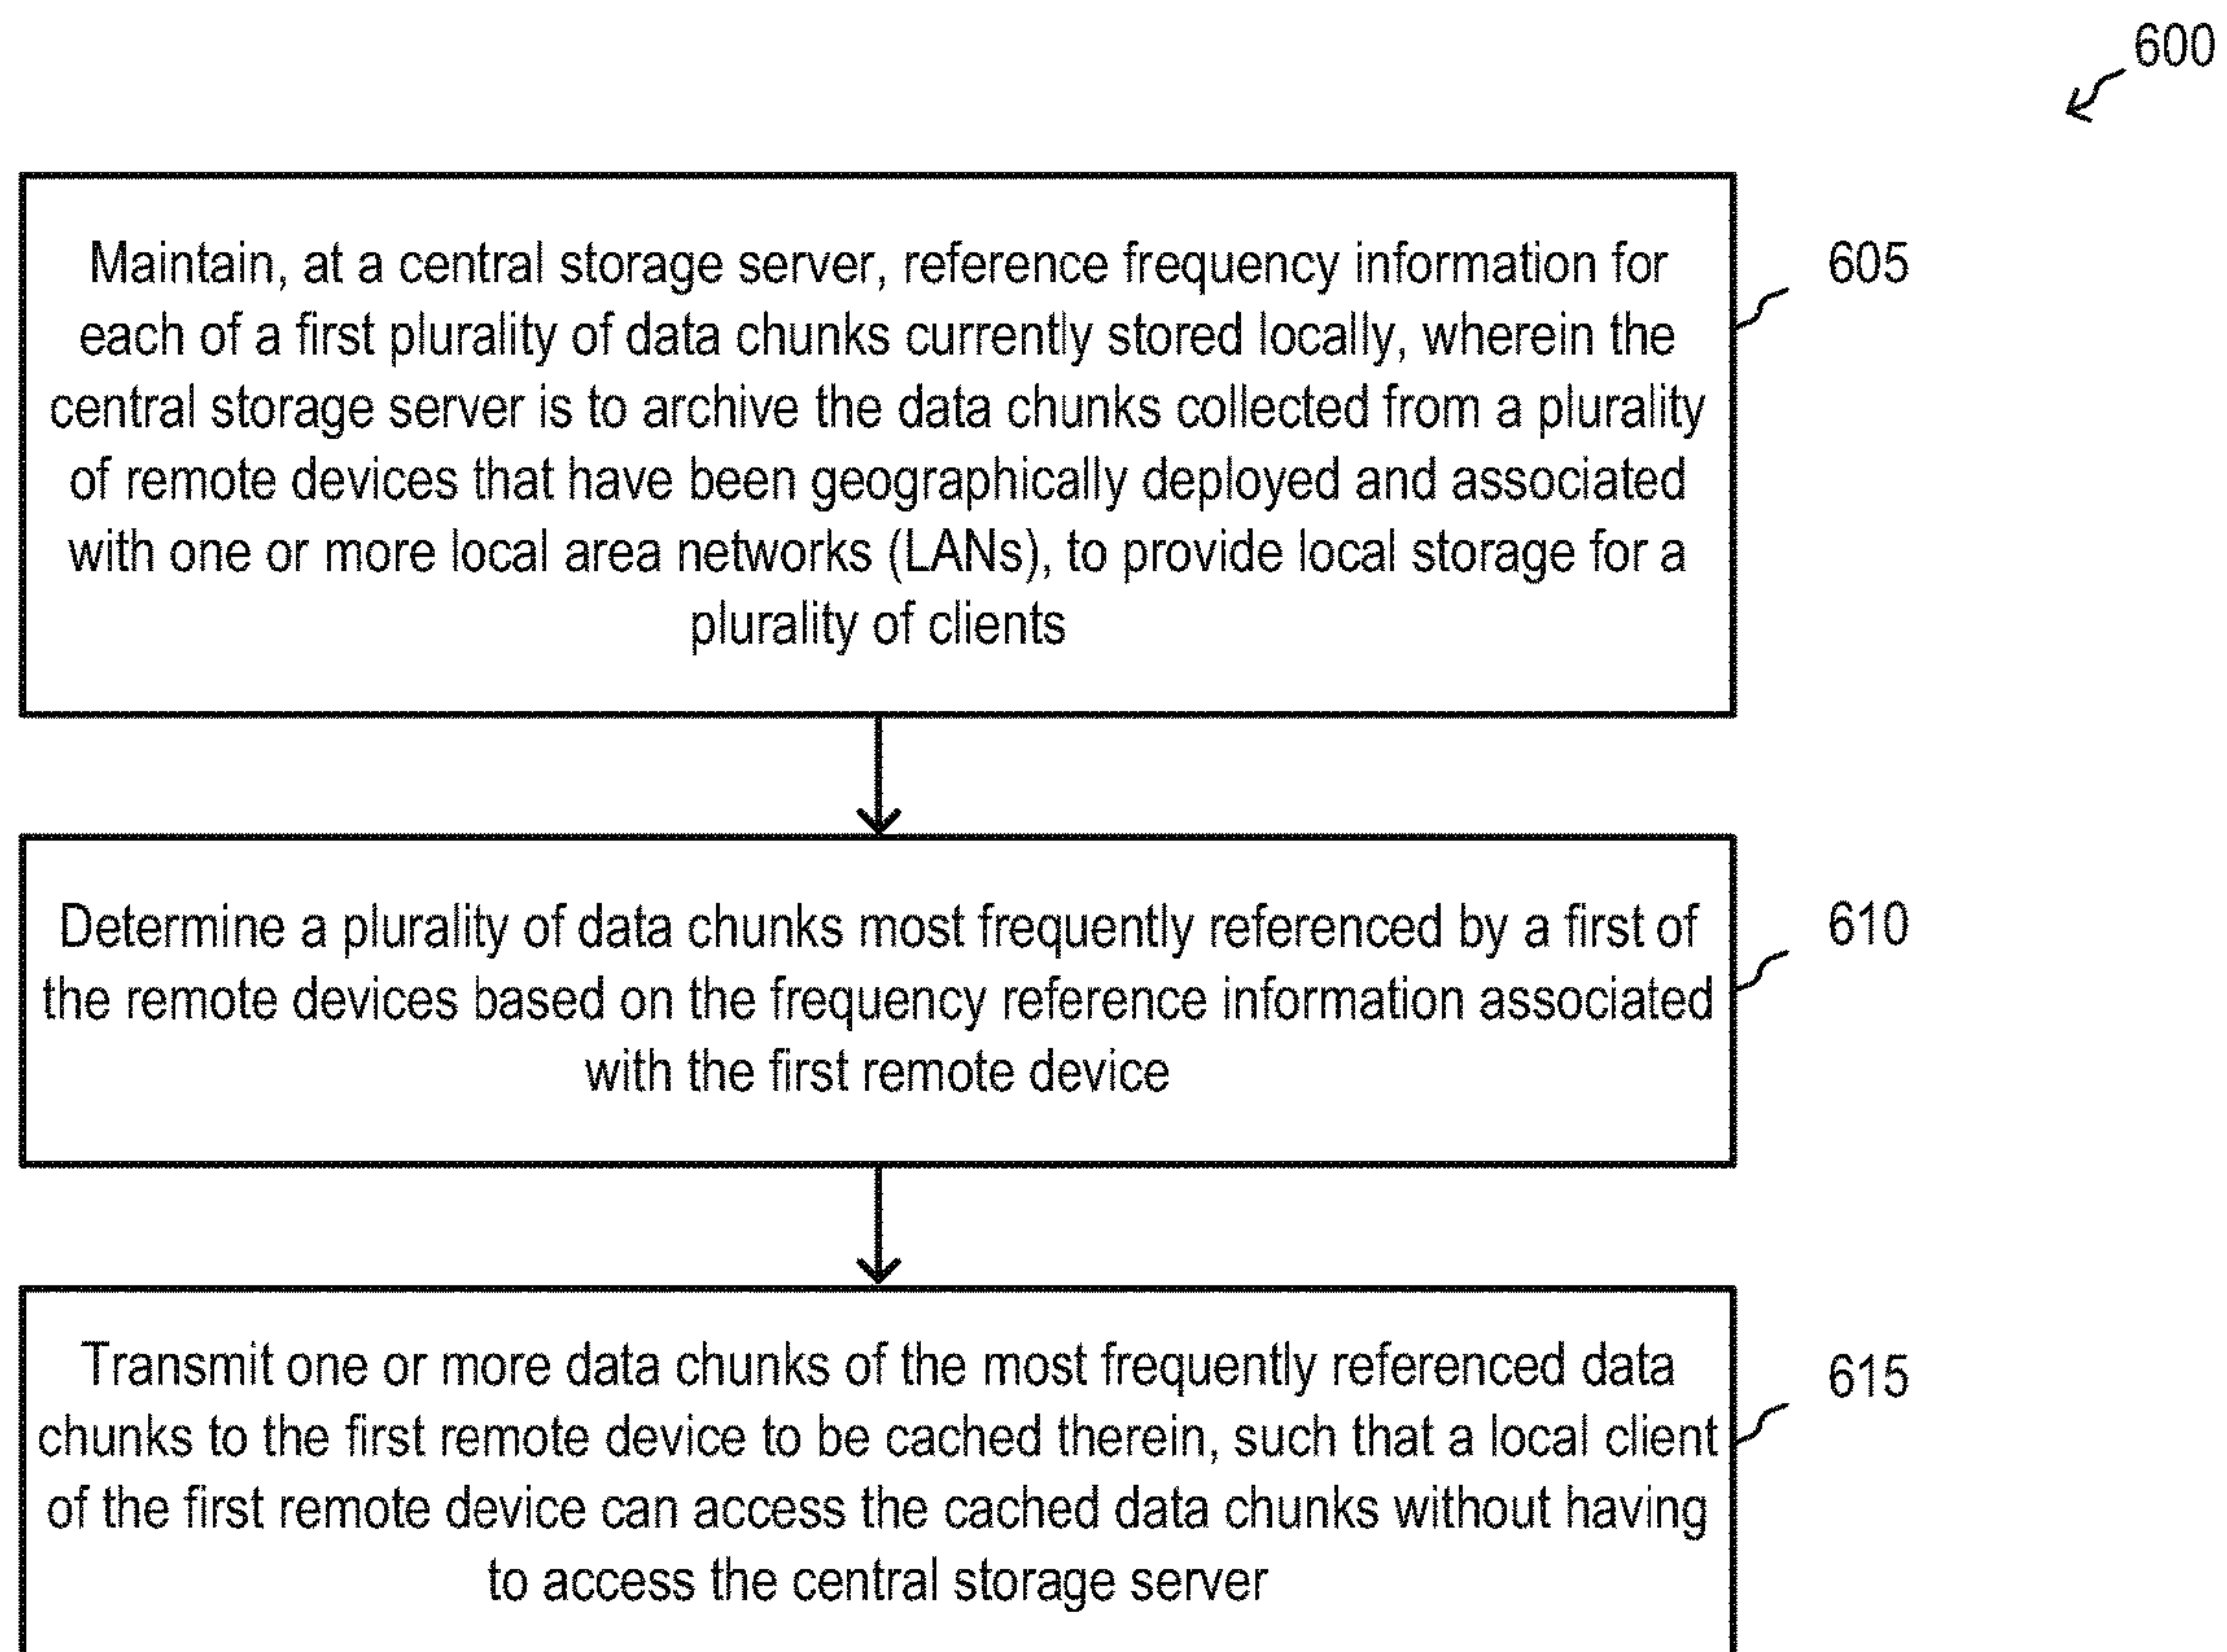 600
Maintain, at a central storage server, reference frequency information for
each of a first plurality of data chunks currently stored locally, wherein the
central storage server is to archive the data chunks collected from a plurality
of remote devices that have been geographically deployed and associated
with one or more local area networks (LANs), to provide local storage for a
plurality of clients
605
Determine a plurality of data chunks most frequently referenced by a first of
the remote devices based on the frequency reference information associated
with the first remote device
610
Transmit one or more data chunks of the most frequently referenced data
chunks to the first remote device to be cached therein, such that a local client
of the first remote device can access the cached data chunks without having
to access the central storage server
615